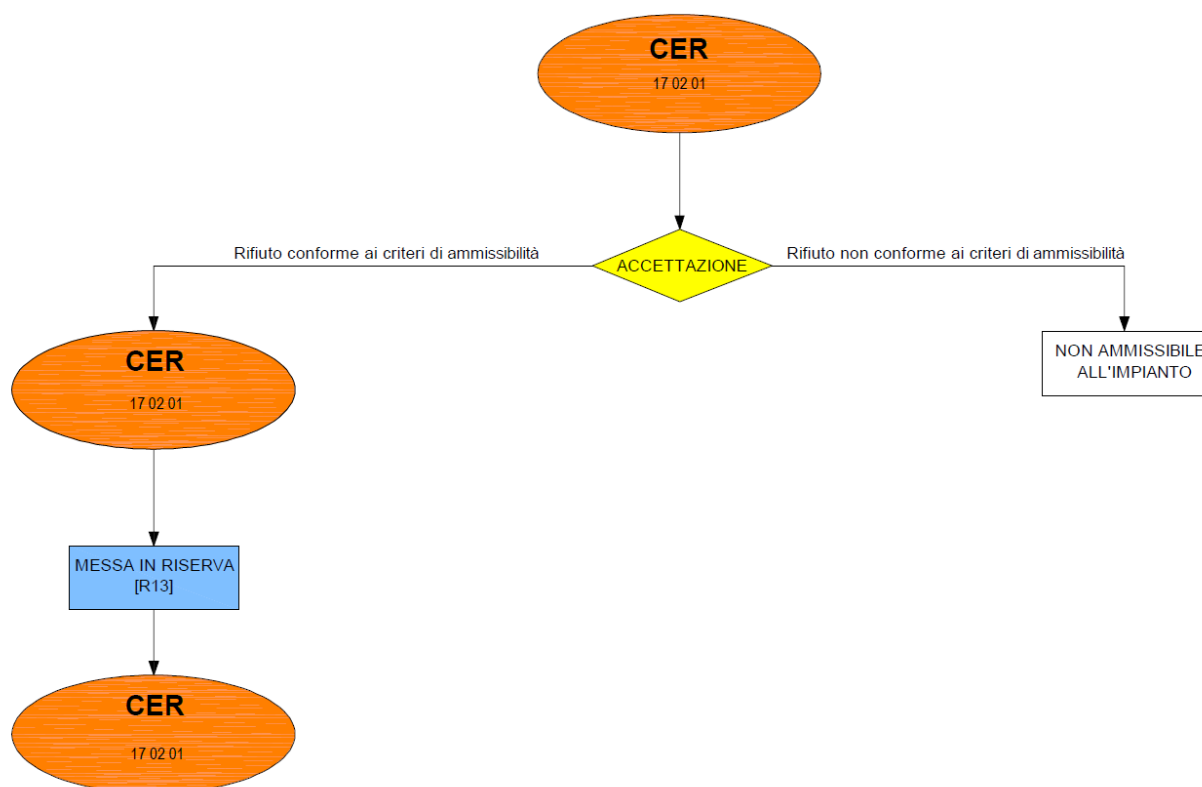 CER
17 02 01
Rifiuto conforme ai criteri di ammissibilità
ACCETTAZIONE
Rifiuto non conforme ai criteri di ammissibilità
CER
17 02 01
NON AMMISSIBILE
ALL'IMPIANTO
MESSA IN RISERVA
[R13]
CER
17 02 01